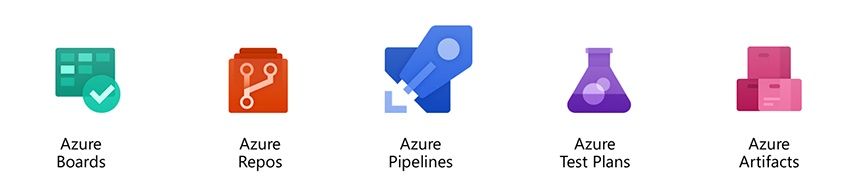 Azure
Boards
Azure
Repos
Azure
Pipelines
Azure
Test Plans
Azure
Artifacts